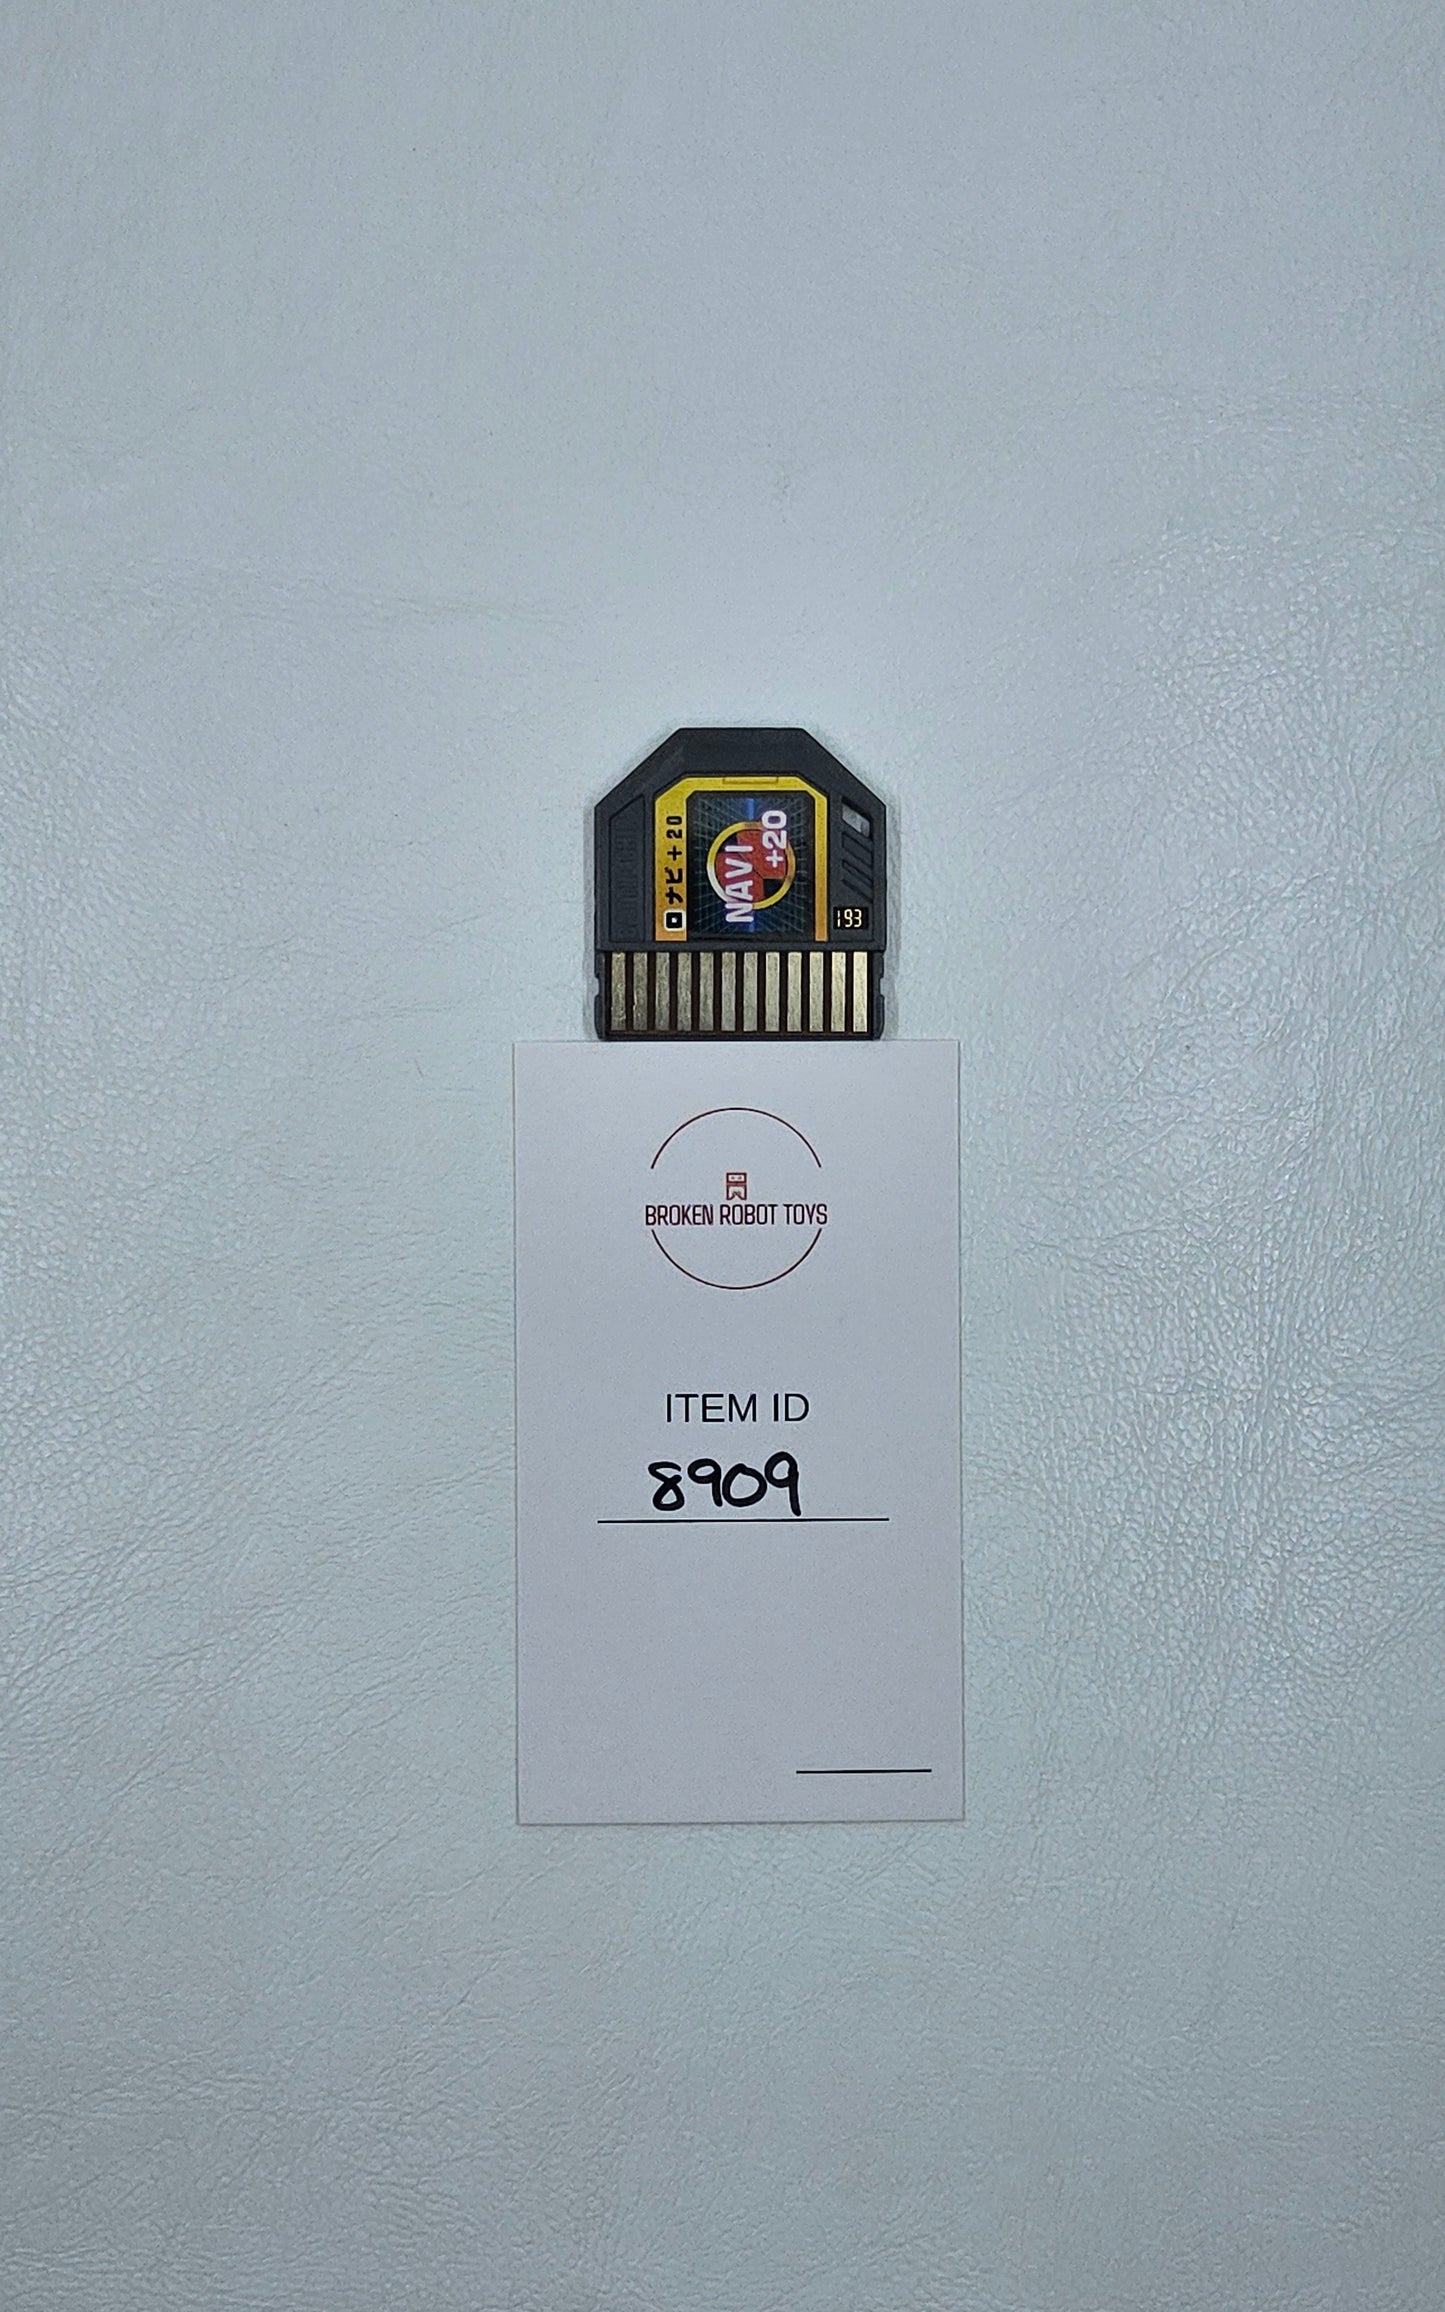 ナビ+20
NAVI
+20
193
BROKEN ROBOT TOYS
ITEM ID
8909